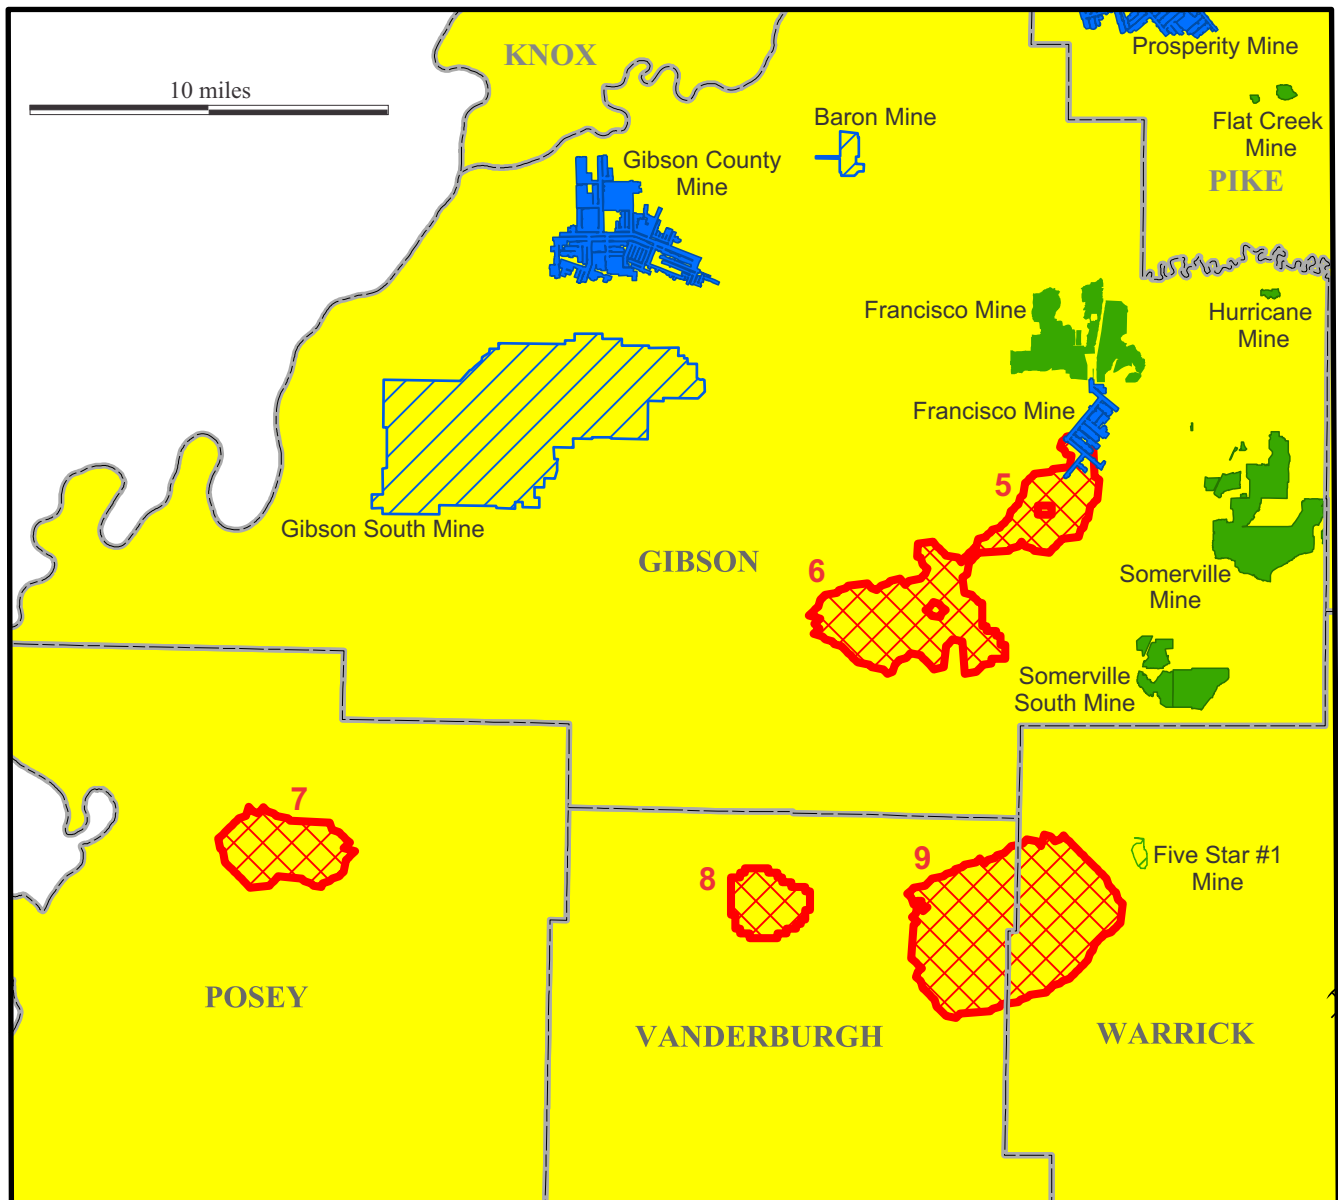 KNOX
Prosperity Mine
10 miles
Flat Creek
Mine
Baron Mine
Gibson County
Mine
PIKE
Francisco Mine
Hurricane
Mine
Francisco Mine
5
Gibson South Mine
GIBSON
6
Somerville
Mine
Somerville
South Mine
7
8
9
Five Star #1
Mine
POSEY
VANDERBURGH
WARRICK